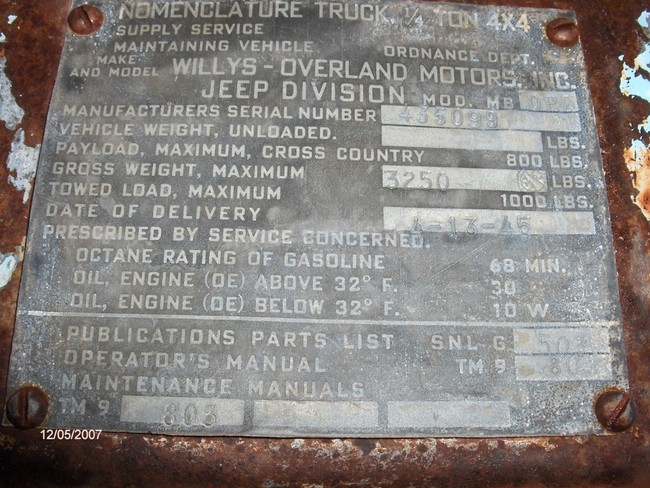 NOMENCLATURE TRUCK 1/4 TON 4X4
SUPPLY SERVICE
MAINTAINING VEHICLE ORDNANCE DEPT.
MAKE AND MODEL WILLYS-OVERLAND MOTORS, INC.
JEEP DIVISION MOD. MB
MANUFACTURERS SERIAL NUMBER 435099
VEHICLE WEIGHT, UNLOADED. LBS.
PAYLOAD, MAXIMUM, CROSS COUNTRY 800 LBS.
GROSS WEIGHT, MAXIMUM 3250 LBS.
TOWED LOAD, MAXIMUM 1000 LBS.
DATE OF DELIVERY 4-13-45
PRESCRIBED BY SERVICE CONCERNED.
OCTANE RATING OF GASOLINE 68 MIN.
OIL, ENGINE (OE) ABOVE 32° F. 30
OIL, ENGINE (OE) BELOW 32° F. 10 W
PUBLICATIONS PARTS LIST SNL G 503
OPERATOR'S MANUAL TM 9 803
MAINTENANCE MANUALS
TM 9 803
12/05/2007